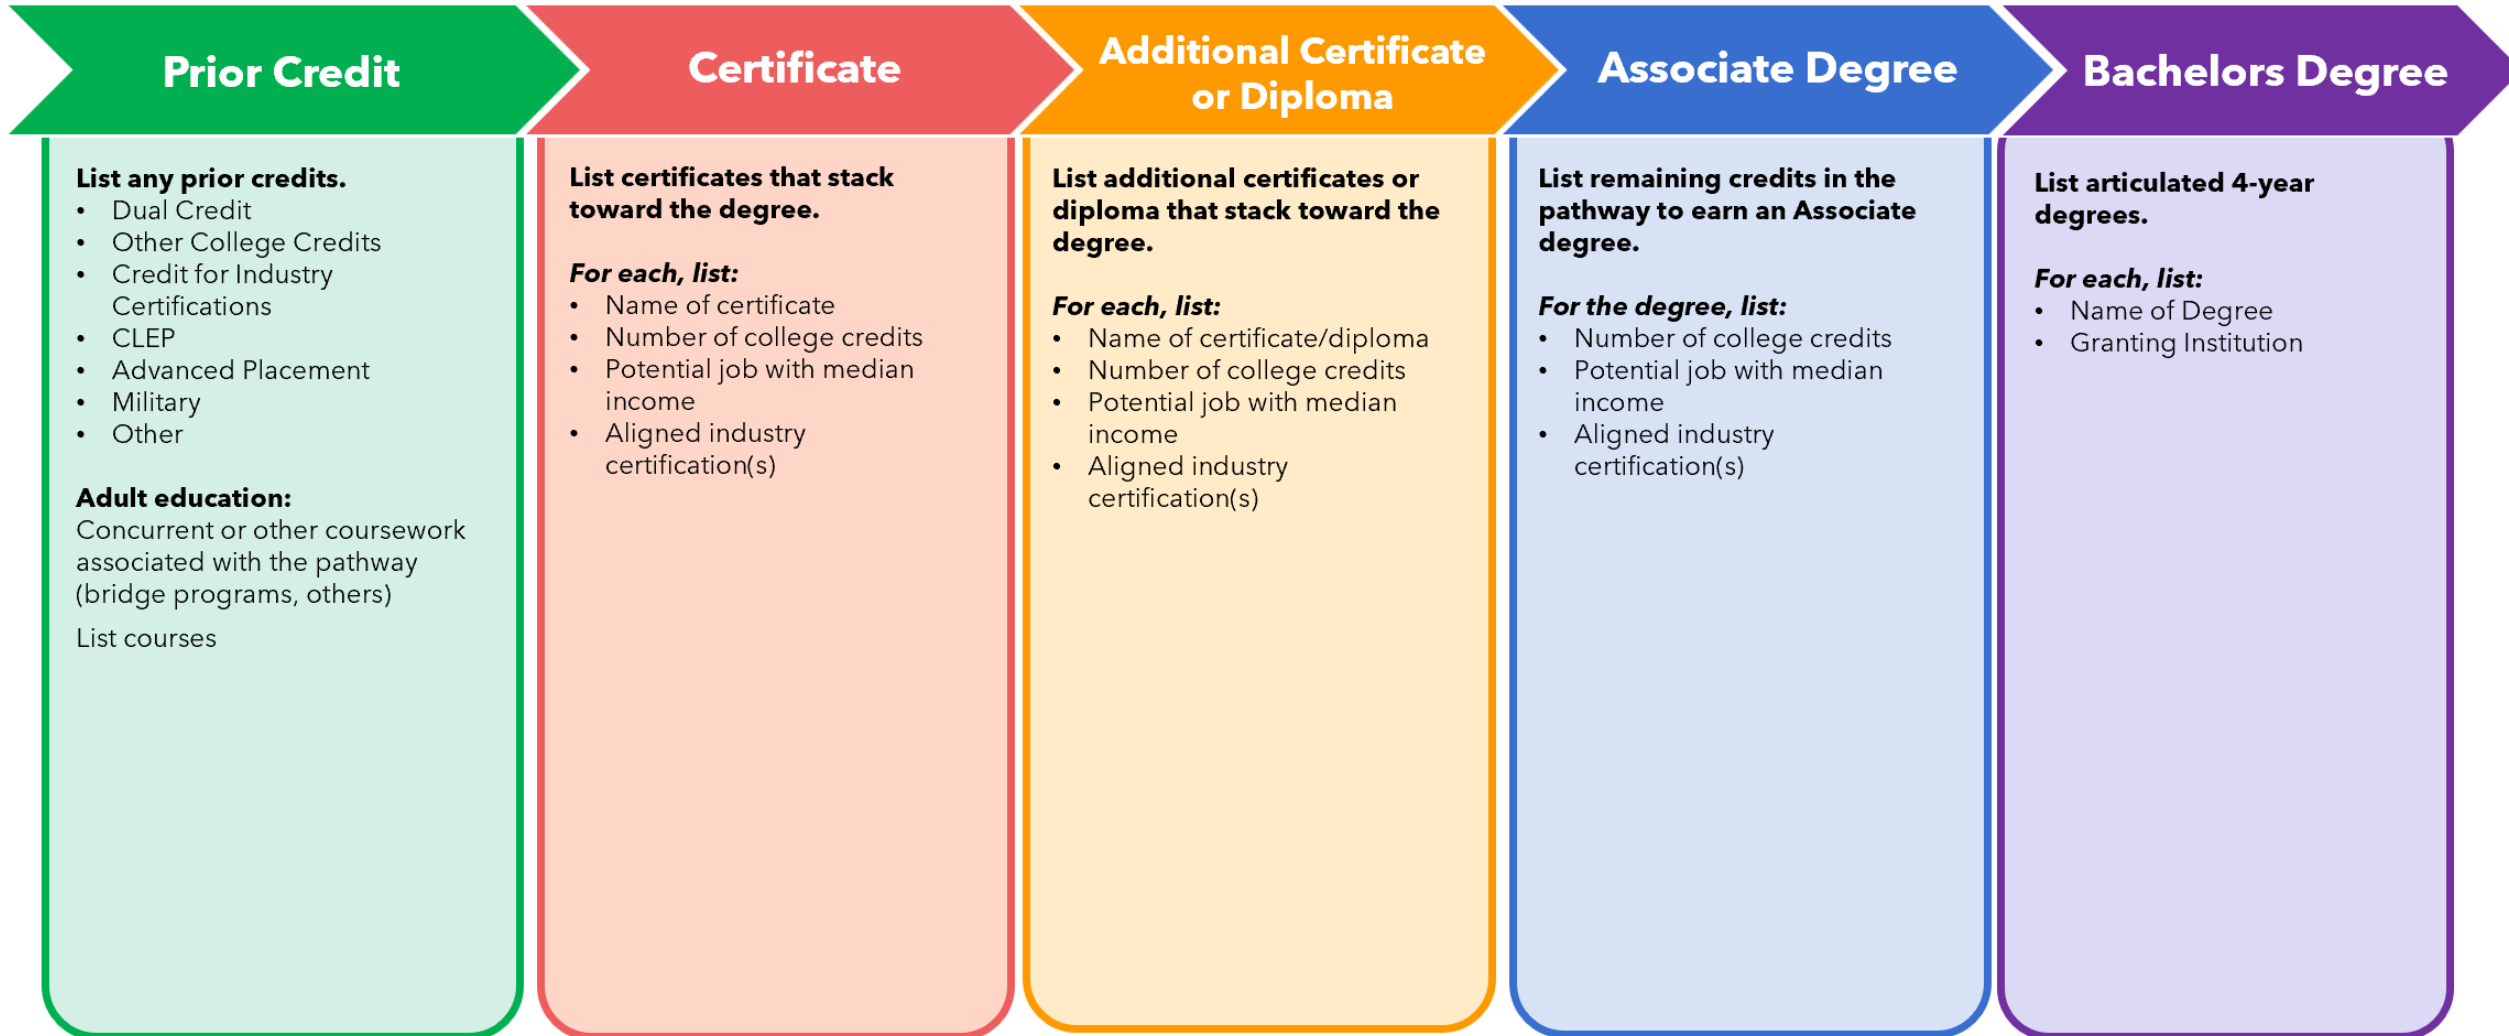 Prior Credit
Certificate
Additional Certificate
or Diploma
Associate Degree
Bachelors Degree
List any prior credits.
• Dual Credit
• Other College Credits
• Credit for Industry
Certifications
• CLEP
• Advanced Placement
• Military
• Other
Adult education:
Concurrent or other coursework
associated with the pathway
(bridge programs, others)
List courses
List certificates that stack
toward the degree.
For each, list:
• Name of certificate
• Number of college credits
• Potential job with median
income
• Aligned industry
certification(s)
List additional certificates or
diploma that stack toward the
degree.
For each, list:
• Name of certificate/diploma
• Number of college credits
• Potential job with median
income
• Aligned industry
certification(s)
List remaining credits in the
pathway to earn an Associate
degree.
For the degree, list:
• Number of college credits
• Potential job with median
income
• Aligned industry
certification(s)
List articulated 4-year
degrees.
For each, list:
• Name of Degree
• Granting Institution